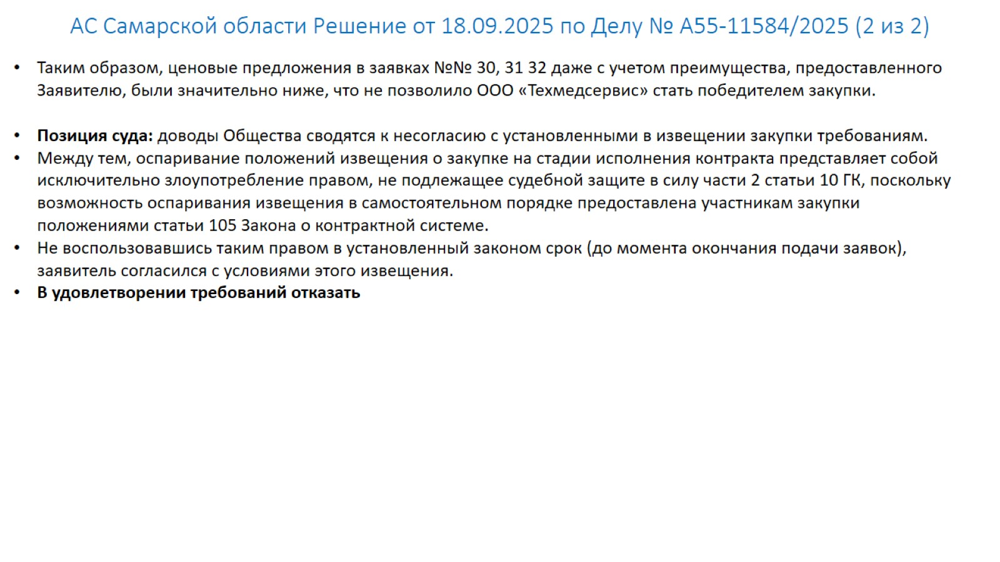 АС Самарской области Решение от 18.09.2025 по Делу № А55-11584/2025 (2 из 2)
• Таким образом, ценовые предложения в заявках №№ 30, 31 32 даже с учетом преимущества, предоставленного
Заявителю, были значительно ниже, что не позволило ООО «Техмедсервис» стать победителем закупки.
• Позиция суда: доводы Общества сводятся к несогласию с установленными в извещении закупки требованиям.
• Между тем, оспаривание положений извещения о закупке на стадии исполнения контракта представляет собой
исключительно злоупотребление правом, не подлежащее судебной защите в силу части 2 статьи 10 ГК, поскольку
возможность оспаривания извещения в самостоятельном порядке предоставлена участникам закупки
положениями статьи 105 Закона о контрактной системе.
• Не воспользовавшись таким правом в установленный законом срок (до момента окончания подачи заявок),
заявитель согласился с условиями этого извещения.
• В удовлетворении требований отказать